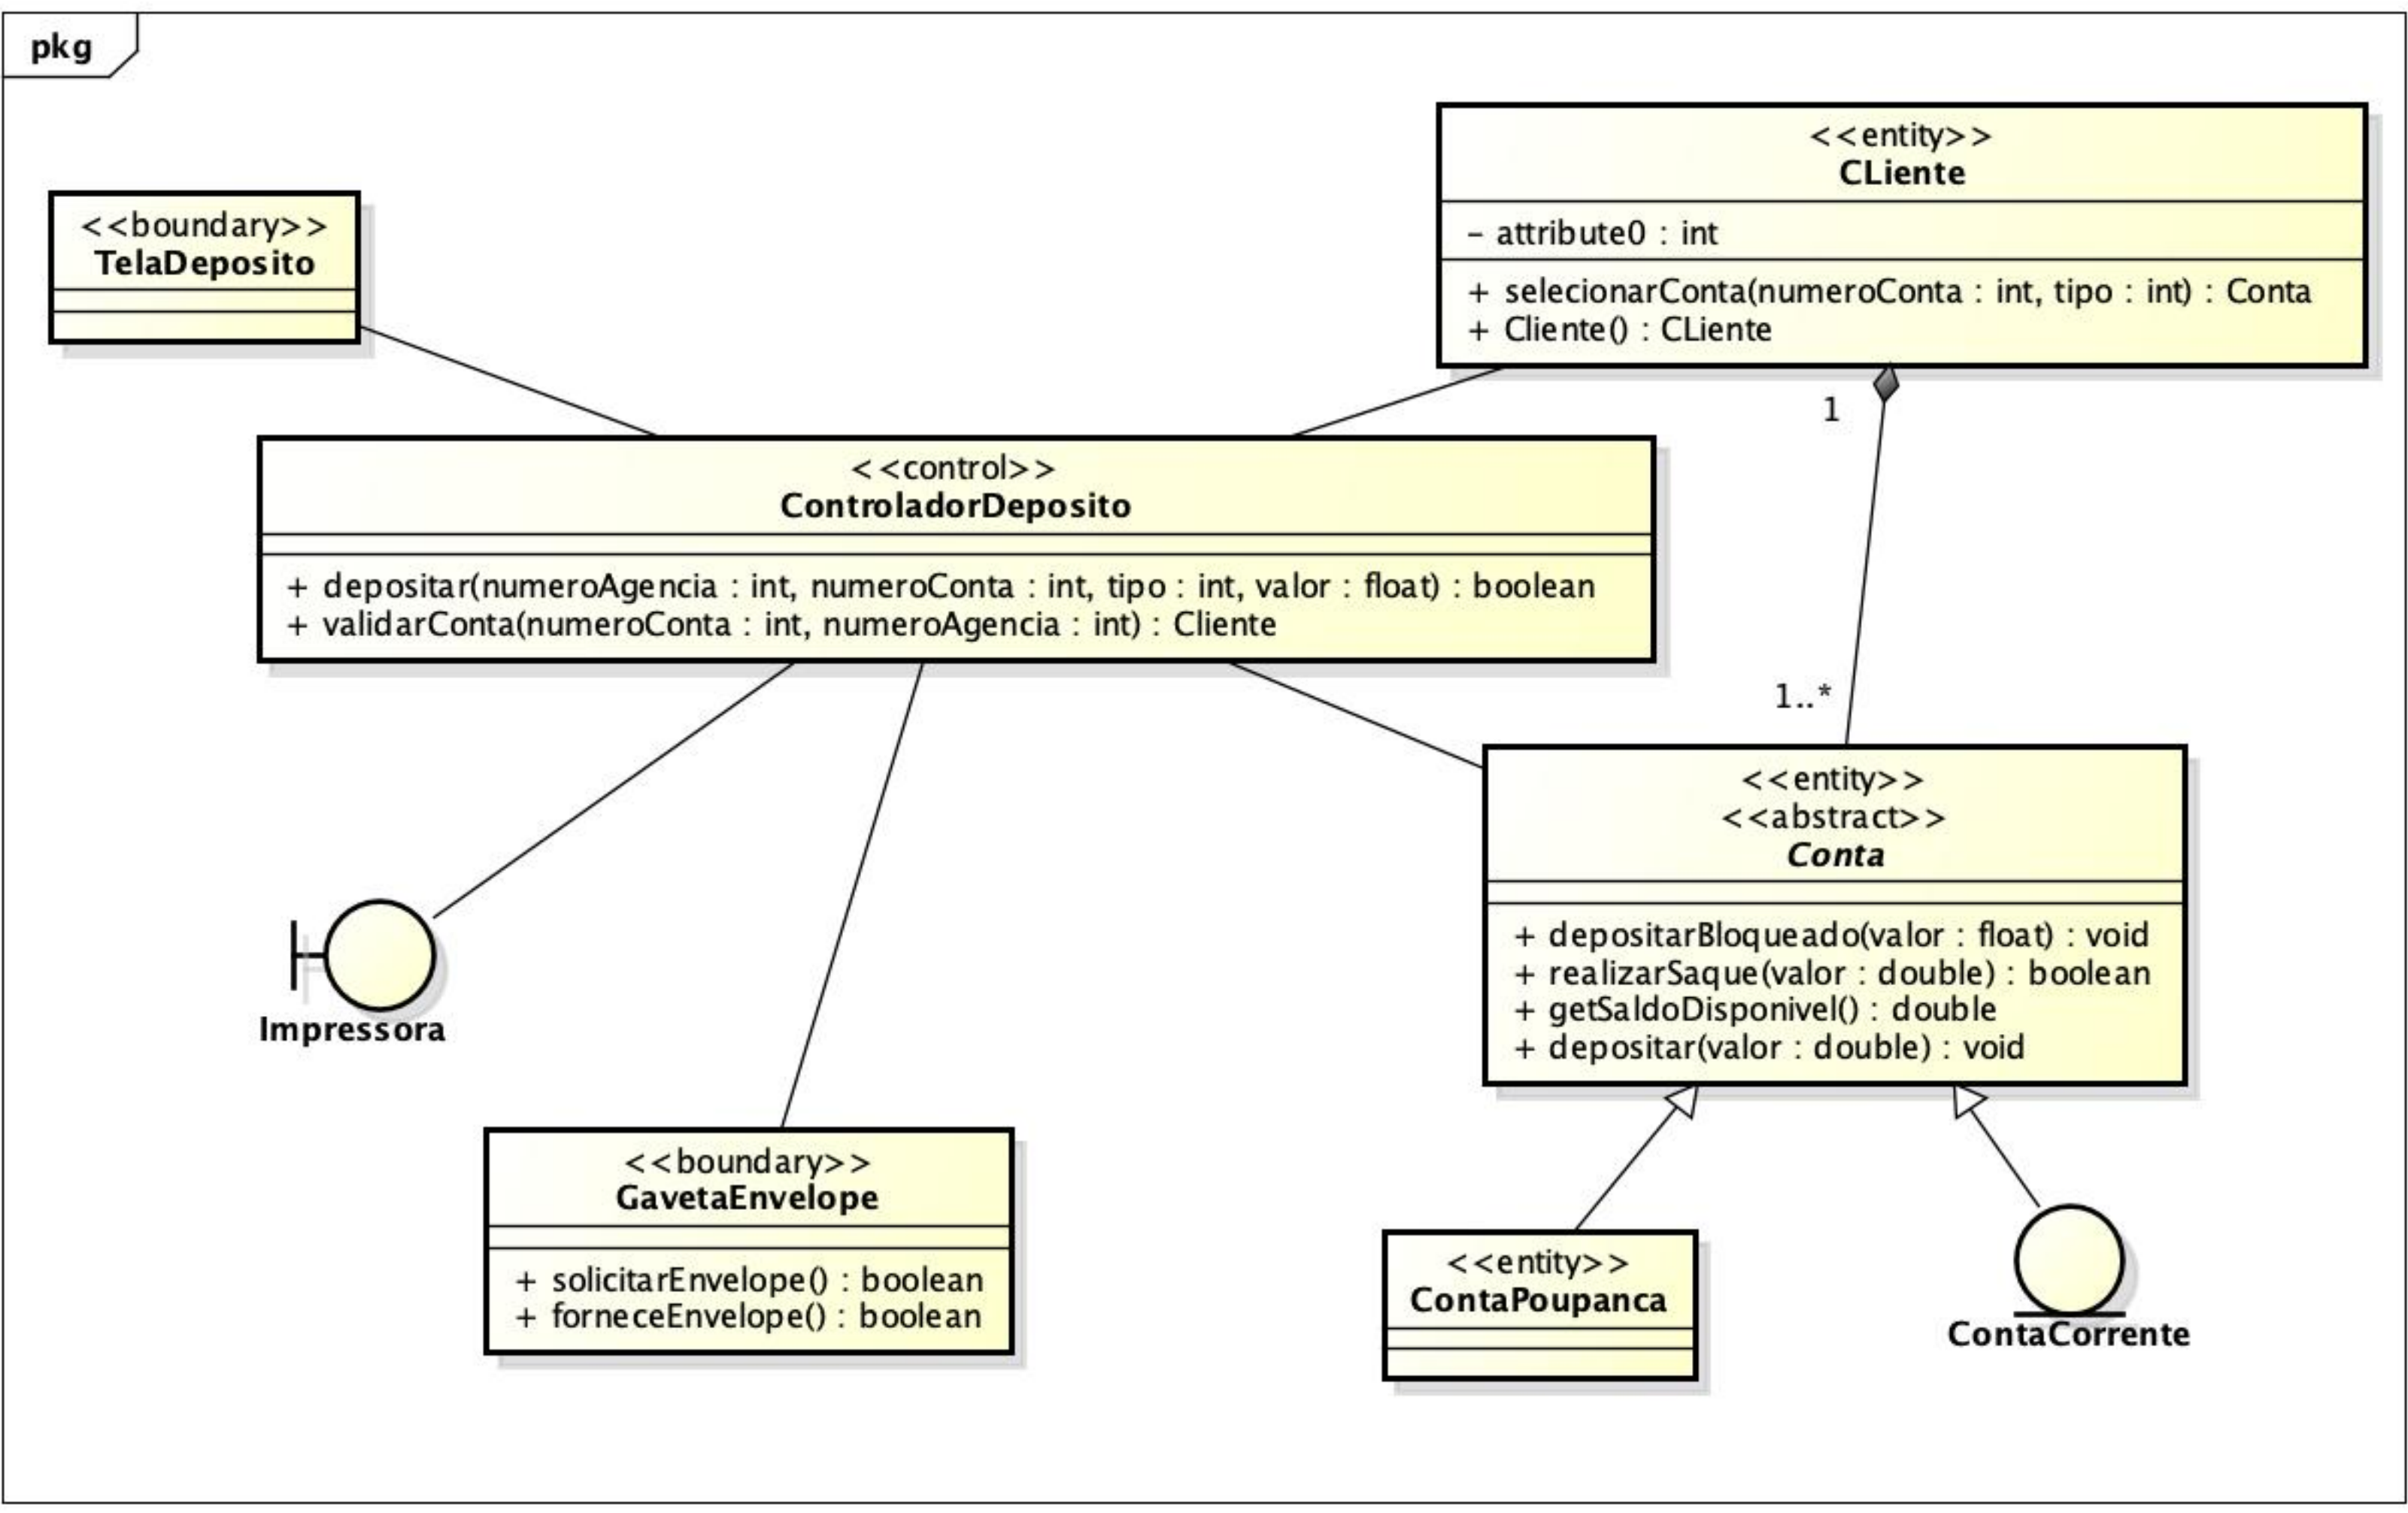 pkg
<<entity>>
CLiente
- attribute0 : int
+ selecionarConta(numeroConta : int, tipo : int) : Conta
+ Cliente() : CLiente
<<boundary>>
TelaDeposito
1
<<control>>
ControladorDeposito
+ depositar(numeroAgencia : int, numeroConta : int, tipo : int, valor : float) : boolean
+ validarConta(numeroConta : int, numeroAgencia : int) : Cliente
1..*
<<entity>>
<<abstract>>
Conta
+ depositarBloqueado(valor : float) : void
+ realizarSaque(valor : double) : boolean
+ getSaldoDisponivel() : double
+ depositar(valor : double) : void
Impressora
<<boundary>>
GavetaEnvelope
+ solicitarEnvelope() : boolean
+ forneceEnvelope() : boolean
<<entity>>
ContaPoupanca
ContaCorrente